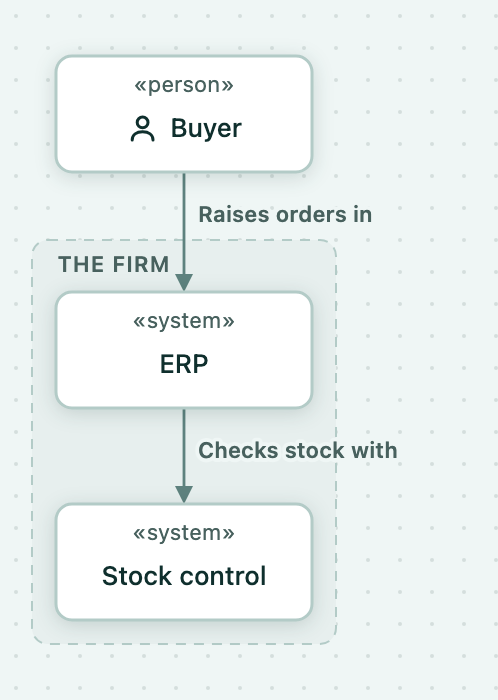 «person»
Buyer
Raises orders in
THE FIRM
«system»
ERP
Checks stock with
«system»
Stock control